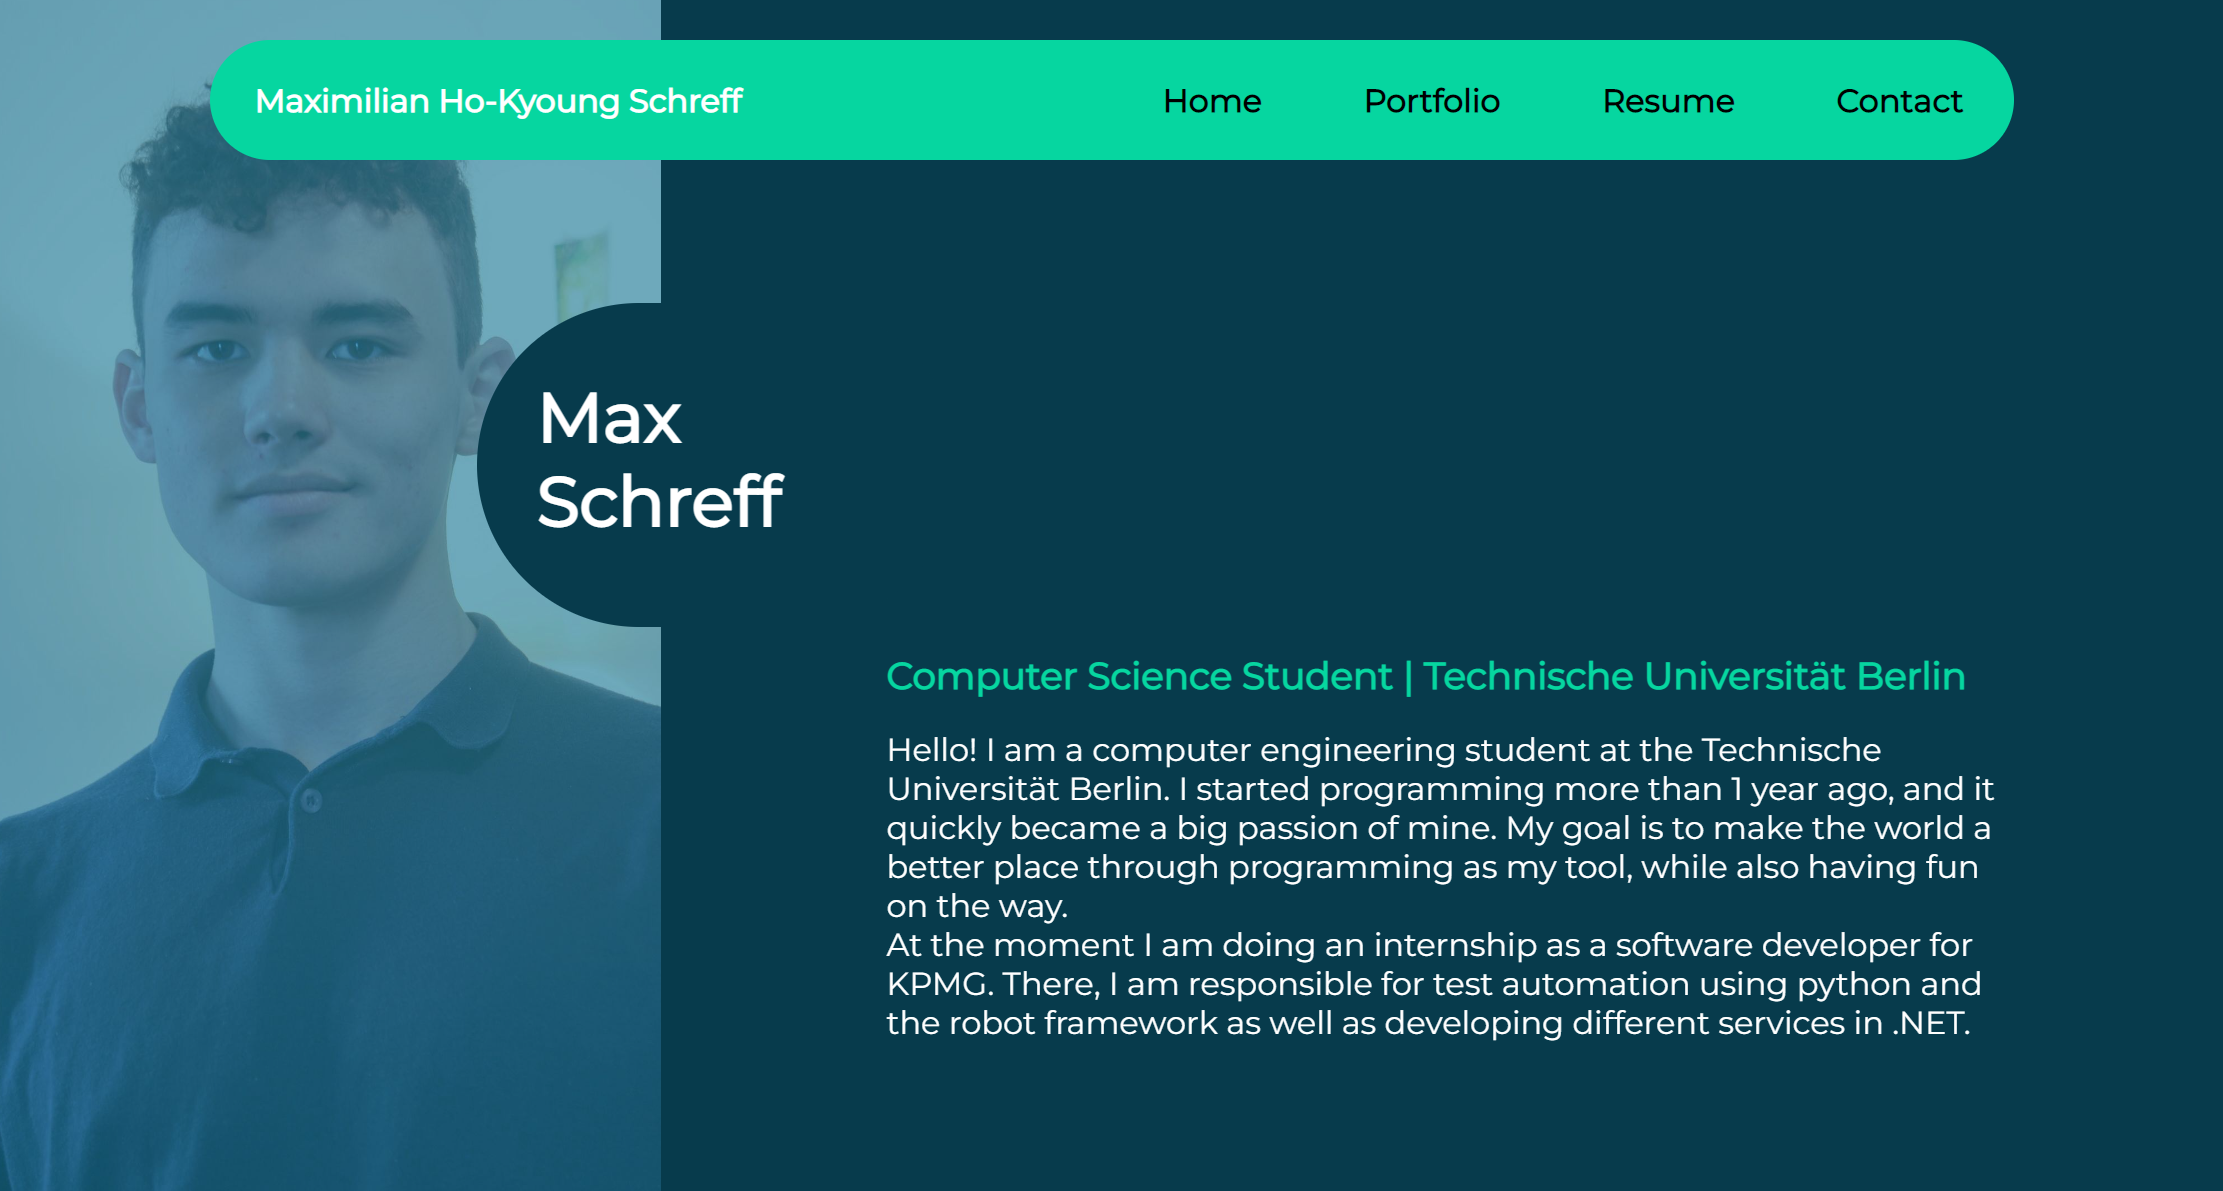 Maximilian Ho-Kyoung Schreff
Home
Portfolio
Resume
Contact
Max
Schreff
Computer Science Student | Technische Universität Berlin
Hello! I am a computer engineering student at the Technische
Universität Berlin. I started programming more than 1 year ago, and it
quickly became a big passion of mine. My goal is to make the world a
better place through programming as my tool, while also having fun
on the way.
At the moment I am doing an internship as a software developer for
KPMG. There, I am responsible for test automation using python and
the robot framework as well as developing different services in .NET.